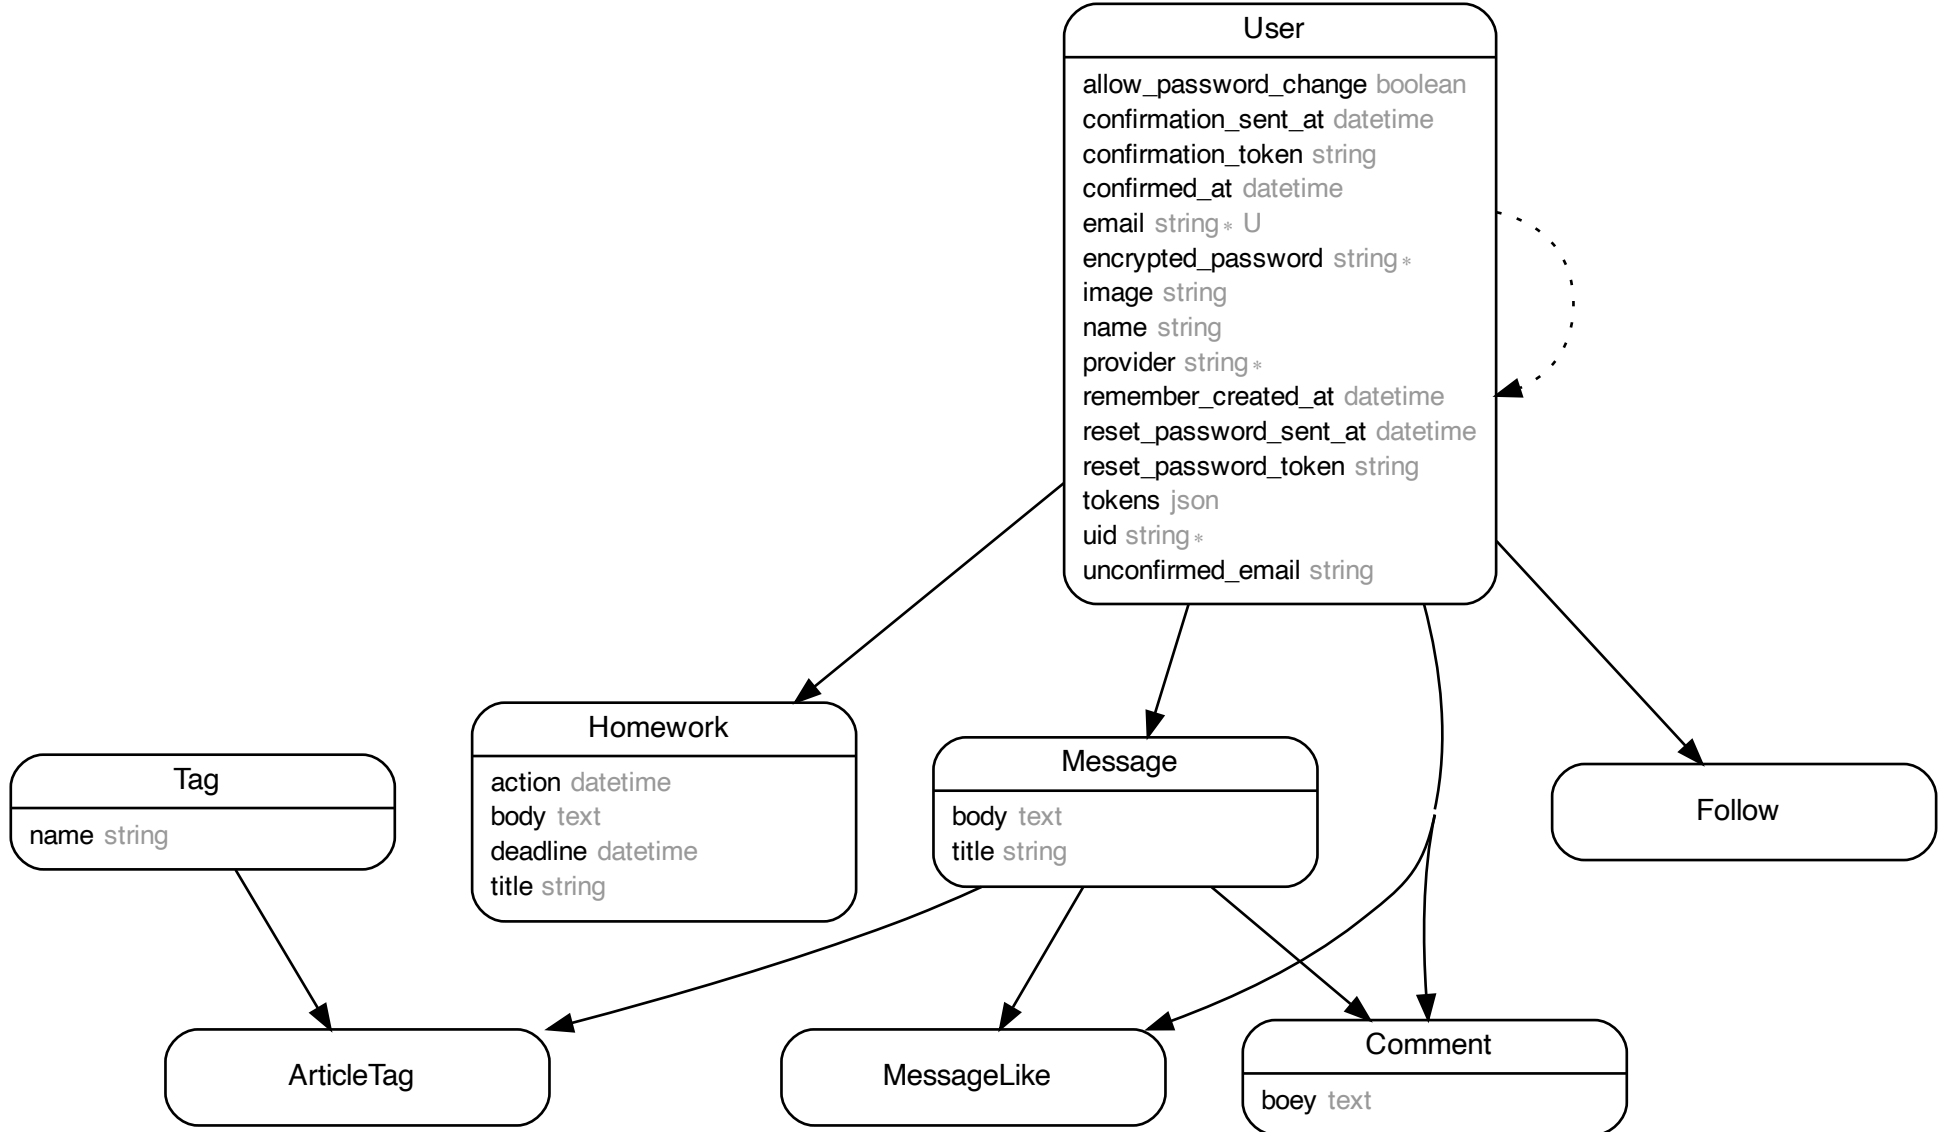 User
allow_password_change boolean
confirmation_sent_at datetime
confirmation_token string
confirmed_at datetime
email string* U
encrypted_password string*
image string
name string
provider string*
remember_created_at datetime
reset_password_sent_at datetime
reset_password_token string
tokens json
uid string*
unconfirmed_email string
Tag
name string
Homework
action datetime
body text
deadline datetime
title string
Message
body text
title string
Follow
ArticleTag
MessageLike
Comment
boey text